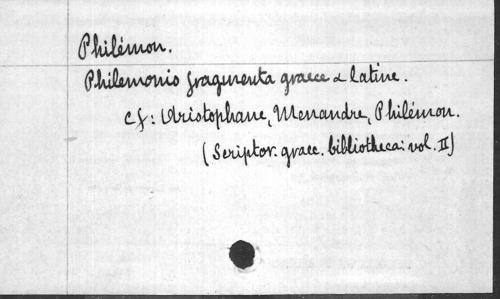 Philémon.
Philemonis fragmenta graece & latine.
cf: Aristophane, Menandre, Philémon.
(Scriptor. graec. bibliotheca: vol. II)